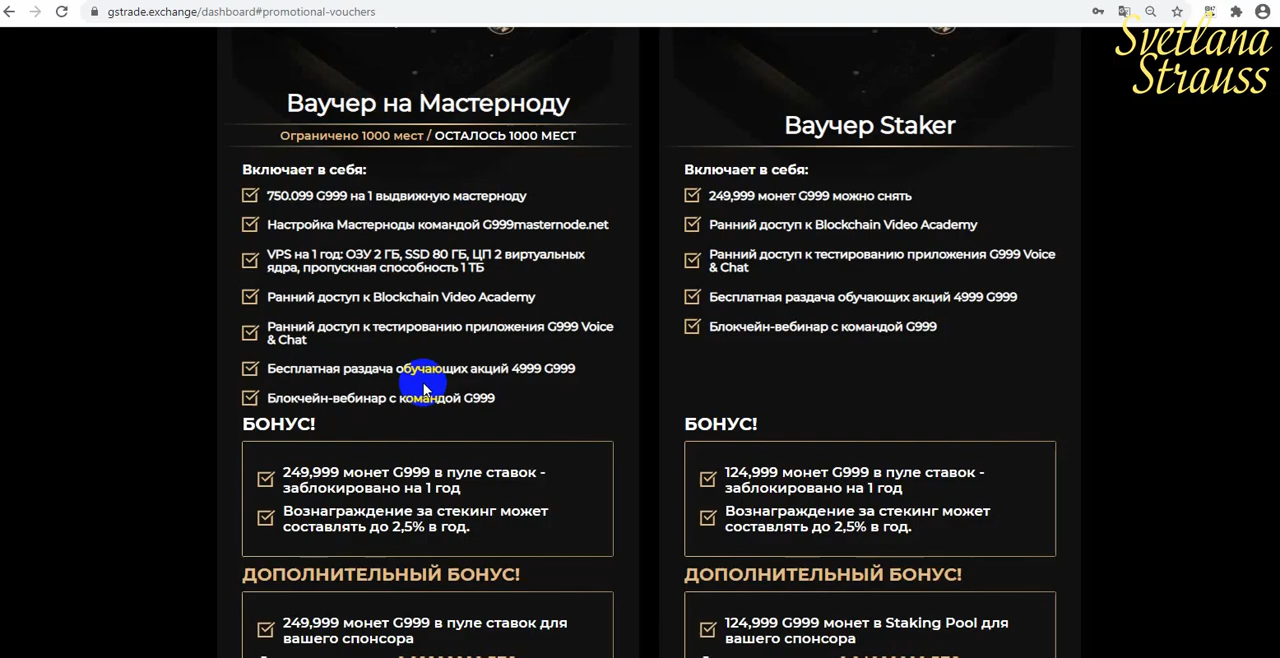 gstrade.exchange/dashboard#promotional-vouchers
Svetlana
Strauss
Ваучер на Мастерноду
Ограничено 1000 мест / ОСТАЛОСЬ 1000 МЕСТ
Включает в себя:
750.099 G999 на 1 выдвижную мастерноду
Настройка Мастерноды командой G999masternode.net
VPS на 1 год: ОЗУ 2 ГБ, SSD 80 ГБ, ЦП 2 виртуальных
ядра, пропускная способность 1 ТБ
Ранний доступ к Blockchain Video Academy
Ранний доступ к тестированию приложения G999 Voice
& Chat
Бесплатная раздача обучающих акций 4999 G999
Блокчейн-вебинар с командой G999
БОНУС!
249,999 монет G999 в пуле ставок -
заблокировано на 1 год
Вознаграждение за стекинг может
составлять до 2,5% в год.
ДОПОЛНИТЕЛЬНЫЙ БОНУС!
249,999 монет G999 в пуле ставок для
вашего спонсора
Ваучер Staker
Включает в себя:
249,999 монет G999 можно снять
Ранний доступ к Blockchain Video Academy
Ранний доступ к тестированию приложения G999 Voice
& Chat
Бесплатная раздача обучающих акций 4999 G999
Блокчейн-вебинар с командой G999
БОНУС!
124,999 монет G999 в пуле ставок -
заблокировано на 1 год
Вознаграждение за стекинг может
составлять до 2,5% в год.
ДОПОЛНИТЕЛЬНЫЙ БОНУС!
124,999 G999 монет в Staking Pool для
вашего спонсора